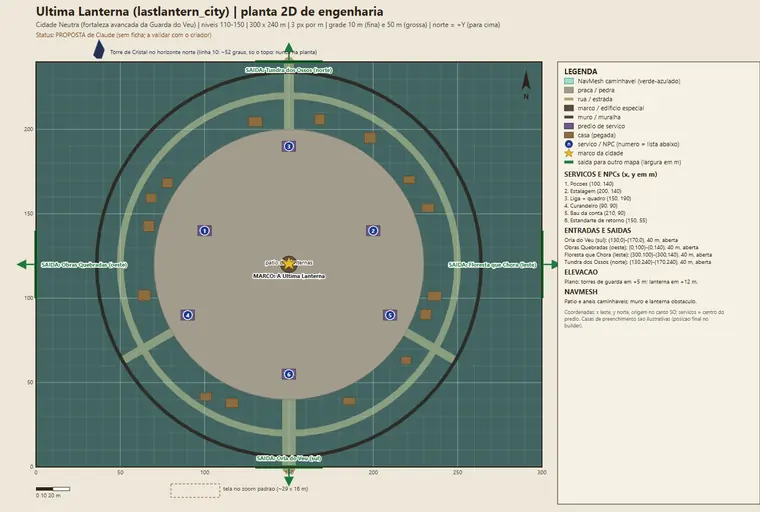 Ultima Lanterna (lastlantern_city) | planta 2D de engenharia
Cidade Neutra (fortaleza avancada da Guarda do Veu) | niveis 110-150 | 300 x 240 m | 3 px por m | grade 10 m (fina) e 50 m (grossa) | norte = +Y (para cima)
Status: PROPOSTA de Claude (sem ficha; a validar com o criador)
Torre de Cristal no horizonte norte (linha 10: ~52 graus, so o topo: na planta)
SAIDA: Tundra dos Ossos (norte)
N
200
150
100
50
0
3
1
2
SAIDA: Obras Quebradas (oeste)
patio
MARCO: A Ultima Lanterna
SAIDA: Floresta que Chora (leste)
4
5
6
SAIDA: Orla do Veu (sul)
0
50
100
200
250
300
0 10 20 m
tela no zoom padrao (~29 x 16 m)
LEGENDA
NavMesh caminhavel (verde-azulado)
praca / pedra
rua / estrada
marco / edificio especial
muro / muralha
predio de servico
casa (pegada)
n
servico / NPC (numero = lista abaixo)
marco da cidade
saida para outro mapa (largura em m)
SERVICOS E NPCs (x, y em m)
1. Pocoes (100, 140)
2. Estalagem (200, 140)
3. Liga + quadro (150, 190)
4. Curandeiro (90, 90)
5. Bau da conta (210, 90)
6. Estandarte de retorno (150, 55)
ENTRADAS E SAIDAS
Orla do Veu (sul): (130,0)-(170,0), 40 m, aberta
Obras Quebradas (oeste): (0,100)-(0,140), 40 m, aberta
Floresta que Chora (leste): (300,100)-(300,140), 40 m, aberta
Tundra dos Ossos (norte): (130,240)-(170,240), 40 m, aberta
ELEVACAO
Plano; torres de guarda em +5 m; lanterna em +12 m.
NAVMESH
Patio e aneis caminhaveis; muro e lanterna obstaculo.
Coordenadas: x leste, y norte, origem no canto SO; servicos = centro do
predio. Casas de preenchimento sao ilustrativas (posicao final no
builder).